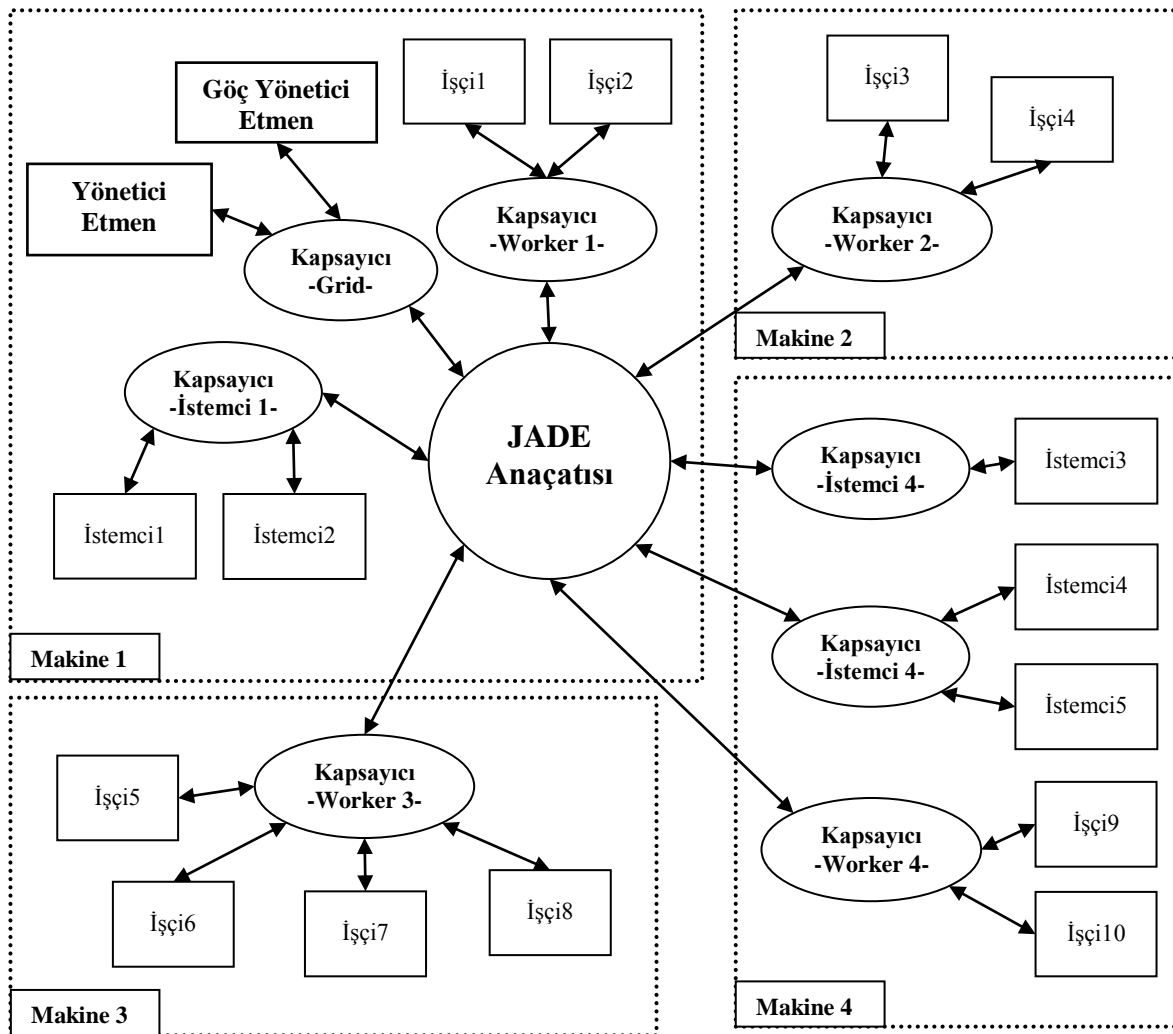 Göç Yönetici
Etmen
İşçi1
İşçi2
Yönetici
Etmen
Kapsayıcı
-Worker 1-
Kapsayıcı
-Grid-
Kapsayıcı
-İstemci 1-
JADE
Anaçatısı
İstemci1
İstemci2
Makine 1
İşçi3
İşçi4
Kapsayıcı
-Worker 2-
Makine 2
Kapsayıcı
-İstemci 4-
İstemci3
İstemci4
Kapsayıcı
-İstemci 4-
İstemci5
Kapsayıcı
-Worker 4-
İşçi9
İşçi10
Makine 4
Kapsayıcı
-Worker 3-
İşçi5
İşçi6
İşçi7
İşçi8
Makine 3